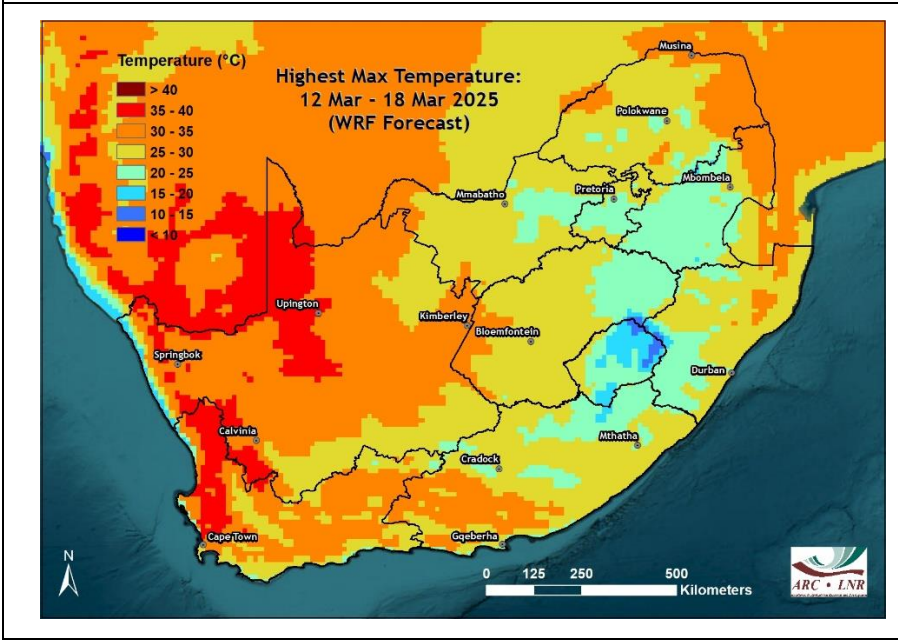 Temperature (°C)
> 40
35 - 40
30 - 35
25 - 30
20 - 25
15 - 20
10 - 15
< 10
Highest Max Temperature:
12 Mar - 18 Mar 2025
(WRF Forecast)
Musina
Polokwane
Mbombela
Pretoria
Mmabatho
Upington
Kimberley
Bloemfontein
Springbok
Durban
Calvinia
Mthatha
Cradock
Cape Town
Gqeberha
N
0 125 250 500
Kilometers
ARC • LNR